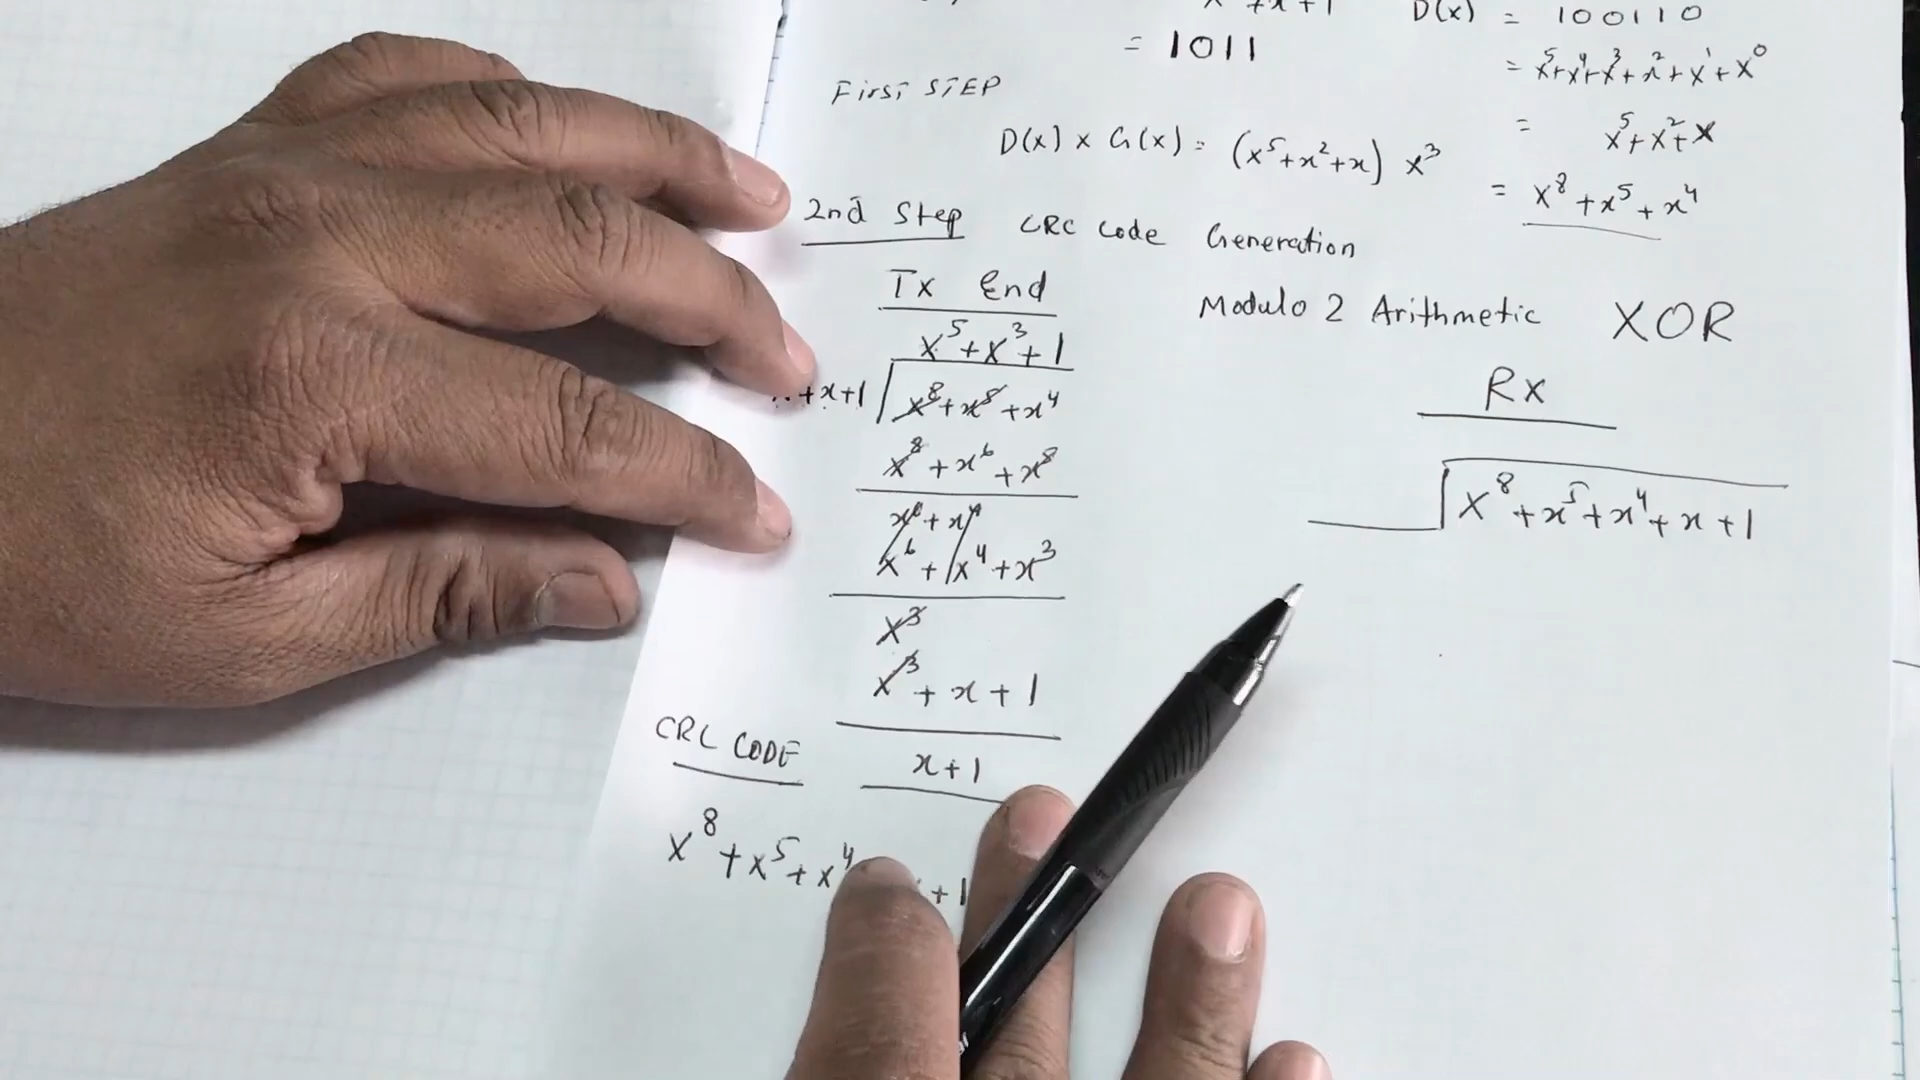 x +x+1
= 1011
D(x) = 100110
= x⁵+x⁴+x³+x²+x¹+x⁰
= x⁵+x²+x
= x⁸+x⁵+x⁴
FIRST STEP
D(x) x G(x) = (x⁵+x²+x) x³
2nd Step CRC Code Generation
Tx End
Modulo 2 Arithmetic XOR
x⁵+x³+1
+x+1
x⁸+x⁵+x⁴
x⁸+x⁶+x⁵
x⁶+x⁴
x⁶+x⁴+x³
x³
x³+x+1
x+1
CRC CODE
x⁸+x⁵+x⁴ +1
Rx
x⁸+x⁵+x⁴+x+1